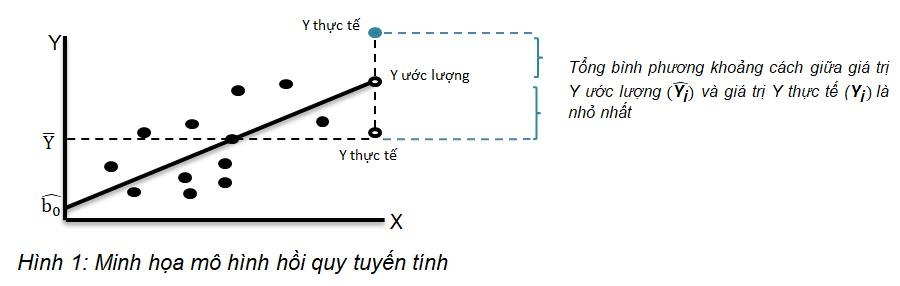 Y thực tế
Y
Y ước lượng
Tổng bình phương khoảng cách giữa giá trị
Y ước lượng (Ŷᵢ) và giá trị Y thực tế (Yᵢ) là
nhỏ nhất
Y̅
Y thực tế
b̂₀
X
Hình 1: Minh họa mô hình hồi quy tuyến tính